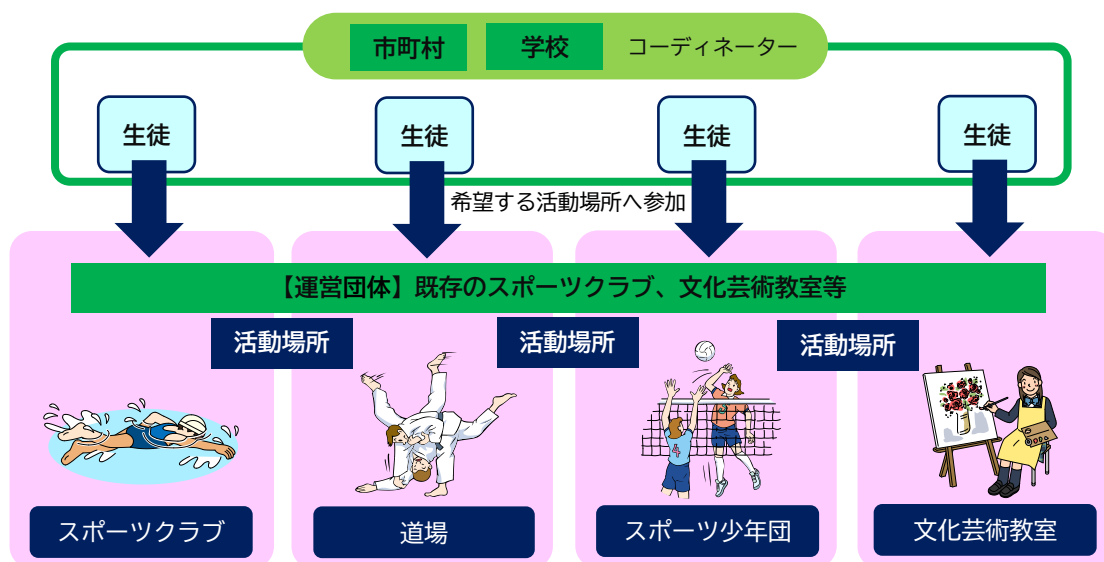 市町村 学校 コーディネーター
生徒 生徒 生徒 生徒
希望する活動場所へ参加
【運営団体】既存のスポーツクラブ、文化芸術教室等
活動場所 活動場所 活動場所
3
4
スポーツクラブ 道場 スポーツ少年団 文化芸術教室